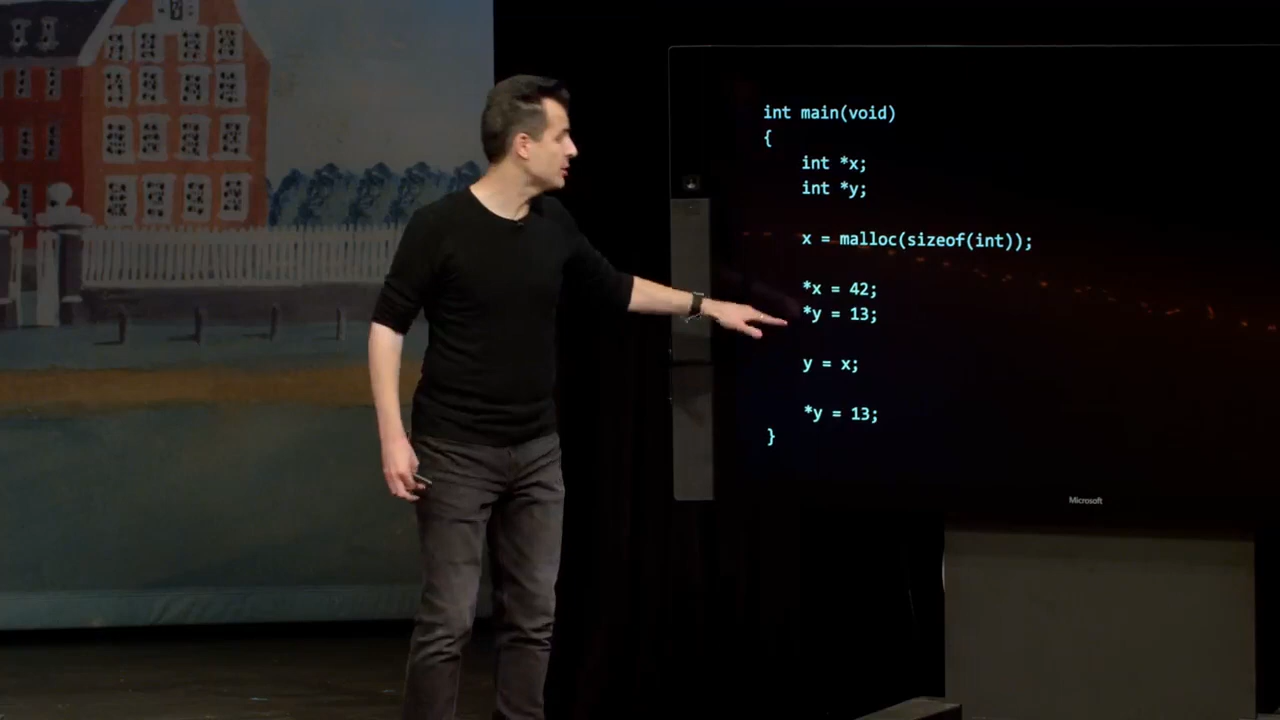 int main(void)
{
int *x;
int *y;
x = malloc(sizeof(int));
*x = 42;
*y = 13;
y = x;
*y = 13;
}
Microsoft